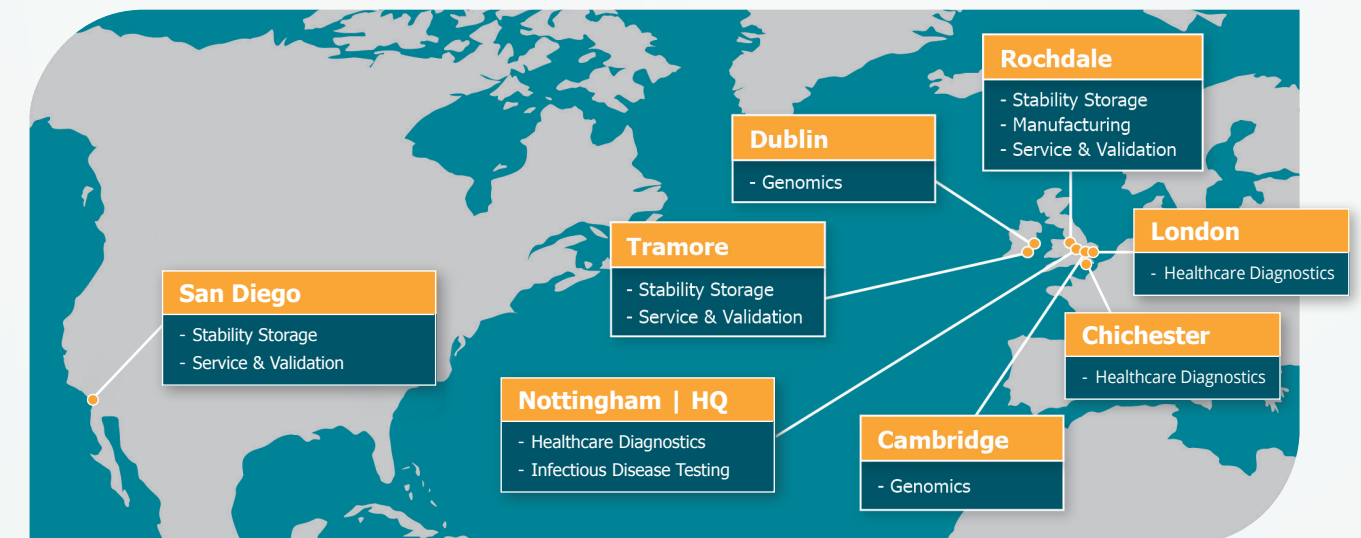 San Diego
- Stability Storage
- Service & Validation
Tramore
- Stability Storage
- Service & Validation
Nottingham | HQ
- Healthcare Diagnostics
- Infectious Disease Testing
Dublin
- Genomics
Rochdale
- Stability Storage
- Manufacturing
- Service & Validation
London
- Healthcare Diagnostics
Chichester
- Healthcare Diagnostics
Cambridge
- Genomics